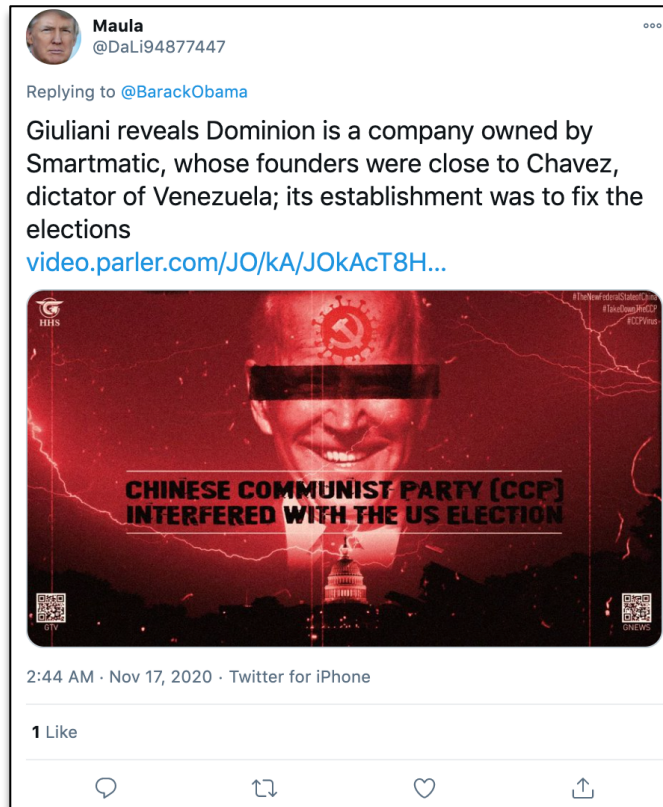 Maula
@DaLi94877447
Replying to @BarackObama
Giuliani reveals Dominion is a company owned by
Smartmatic, whose founders were close to Chavez,
dictator of Venezuela; its establishment was to fix the
elections
video.parler.com/JO/kA/JOkAcT8H...
HHS
#TheNewFederalStateofChina
#TakeDownTheCCP
#CCPVirus
CHINESE COMMUNIST PARTY (CCP)
INTERFERED WITH THE US ELECTION
GTV
GNEWS
2:44 AM · Nov 17, 2020 · Twitter for iPhone
1 Like